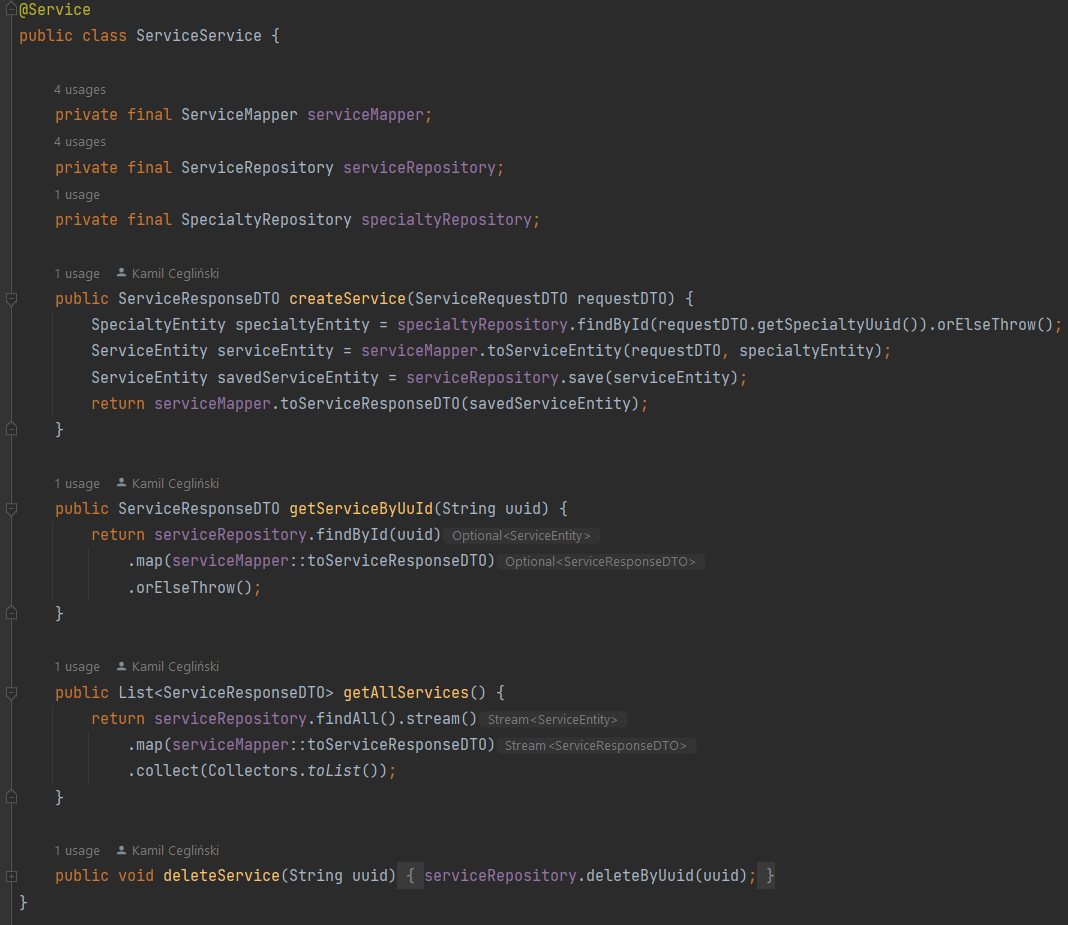 @Service
public class ServiceService {
4 usages
private final ServiceMapper serviceMapper;
4 usages
private final ServiceRepository serviceRepository;
1 usage
private final SpecialtyRepository specialtyRepository;
1 usage Kamil Cegliński
public ServiceResponseDTO createService(ServiceRequestDTO requestDTO) {
SpecialtyEntity specialtyEntity = specialtyRepository.findById(requestDTO.getSpecialtyUuid()).orElseThrow();
ServiceEntity serviceEntity = serviceMapper.toServiceEntity(requestDTO, specialtyEntity);
ServiceEntity savedServiceEntity = serviceRepository.save(serviceEntity);
return serviceMapper.toServiceResponseDTO(savedServiceEntity);
}
1 usage Kamil Cegliński
public ServiceResponseDTO getServiceByUuId(String uuid) {
return serviceRepository.findById(uuid) Optional<ServiceEntity>
.map(serviceMapper::toServiceResponseDTO) Optional<ServiceResponseDTO>
.orElseThrow();
}
1 usage Kamil Cegliński
public List<ServiceResponseDTO> getAllServices() {
return serviceRepository.findAll().stream() Stream<ServiceEntity>
.map(serviceMapper::toServiceResponseDTO) Stream<ServiceResponseDTO>
.collect(Collectors.toList());
}
1 usage Kamil Cegliński
public void deleteService(String uuid) { serviceRepository.deleteByUuid(uuid); }
}